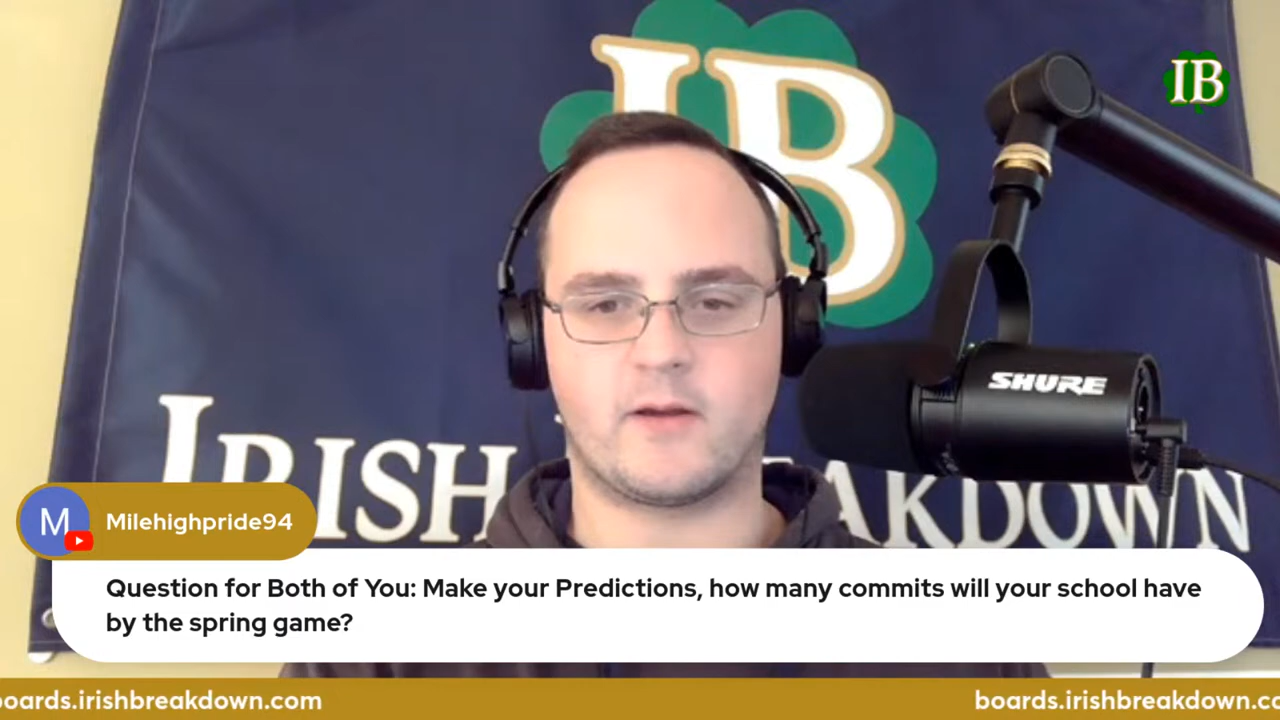 IB
IB
SHURE
IRISH BREAKDOWN
M
Milehighpride94
Question for Both of You: Make your Predictions, how many commits will your school have
by the spring game?
boards.irishbreakdown.com
boards.irishbreakdown.co